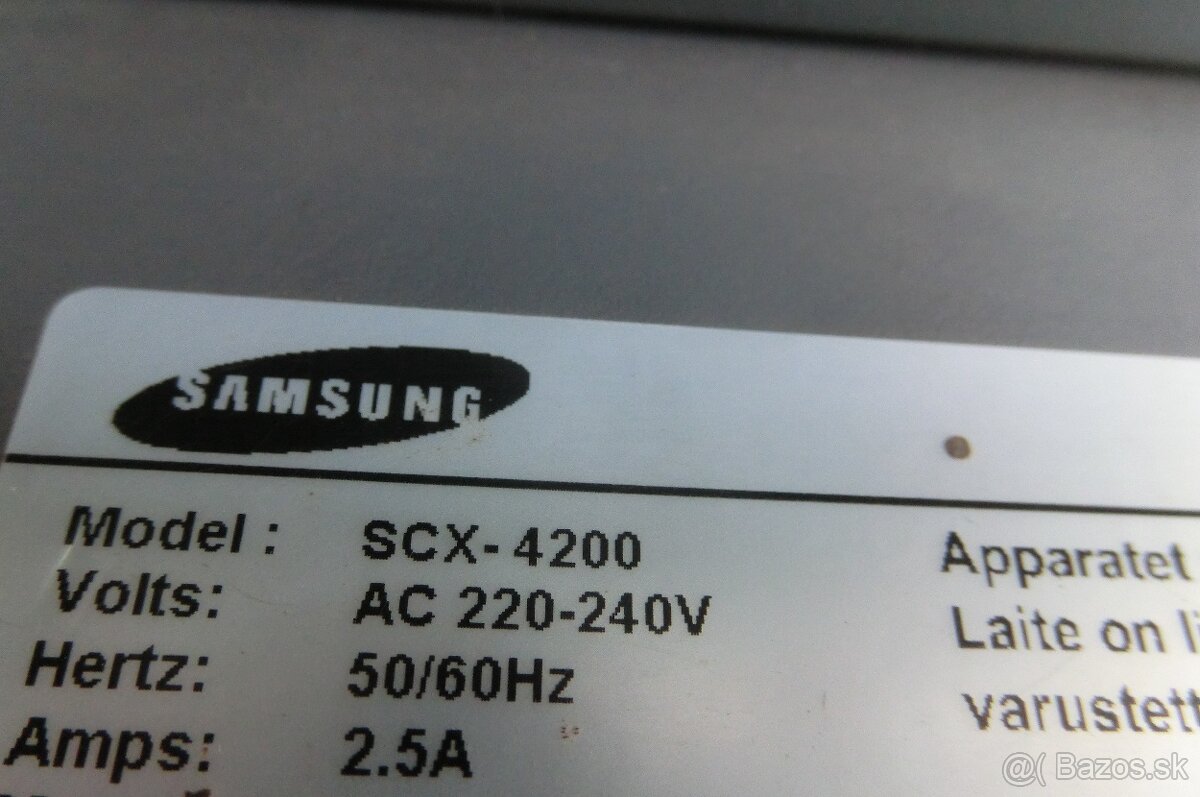 SAMSUNG
Model : SCX-4200
Volts: AC 220-240V
Hertz: 50/60Hz
Amps: 2.5A
Apparatet
Laite on
@( Bazos.sk